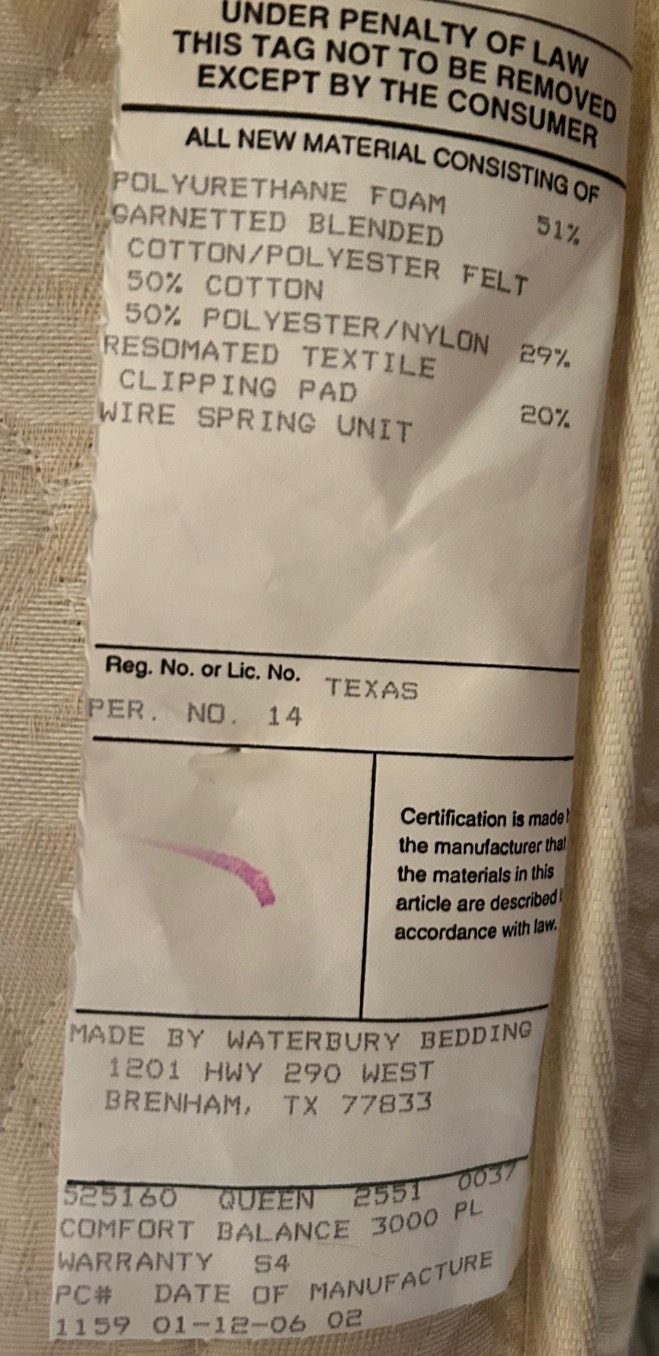 UNDER PENALTY OF LAW
THIS TAG NOT TO BE REMOVED
EXCEPT BY THE CONSUMER
ALL NEW MATERIAL CONSISTING OF
POLYURETHANE FOAM 51%
GARNETTED BLENDED
COTTON/POLYESTER FELT
50% COTTON
50% POLYESTER/NYLON 29%
RESOMATED TEXTILE
CLIPPING PAD 20%
WIRE SPRING UNIT
Reg. No. or Lic. No. TEXAS
PER. NO. 14
Certification is made
the manufacturer that
the materials in this
article are described
accordance with law.
MADE BY WATERBURY BEDDING
1201 HWY 290 WEST
BRENHAM, TX 77833
525160 QUEEN 2551 0037
COMFORT BALANCE 3000 PL
WARRANTY S4
PC# DATE OF MANUFACTURE
1159 01-12-06 02